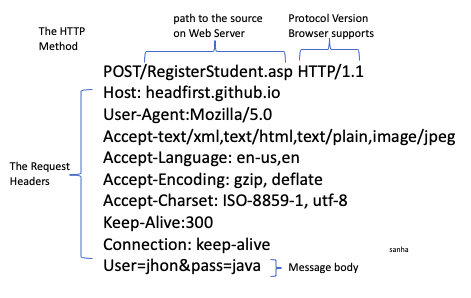 The HTTP
Method
path to the source
on Web Server
Protocol Version
Browser supports
POST/RegisterStudent.asp HTTP/1.1
Host: headfirst.github.io
User-Agent:Mozilla/5.0
Accept-text/xml,text/html,text/plain,image/jpeg
Accept-Language: en-us,en
Accept-Encoding: gzip, deflate
Accept-Charset: ISO-8859-1, utf-8
Keep-Alive:300
Connection: keep-alive
User=jhon&pass=java
The Request
Headers
Message body
sanha